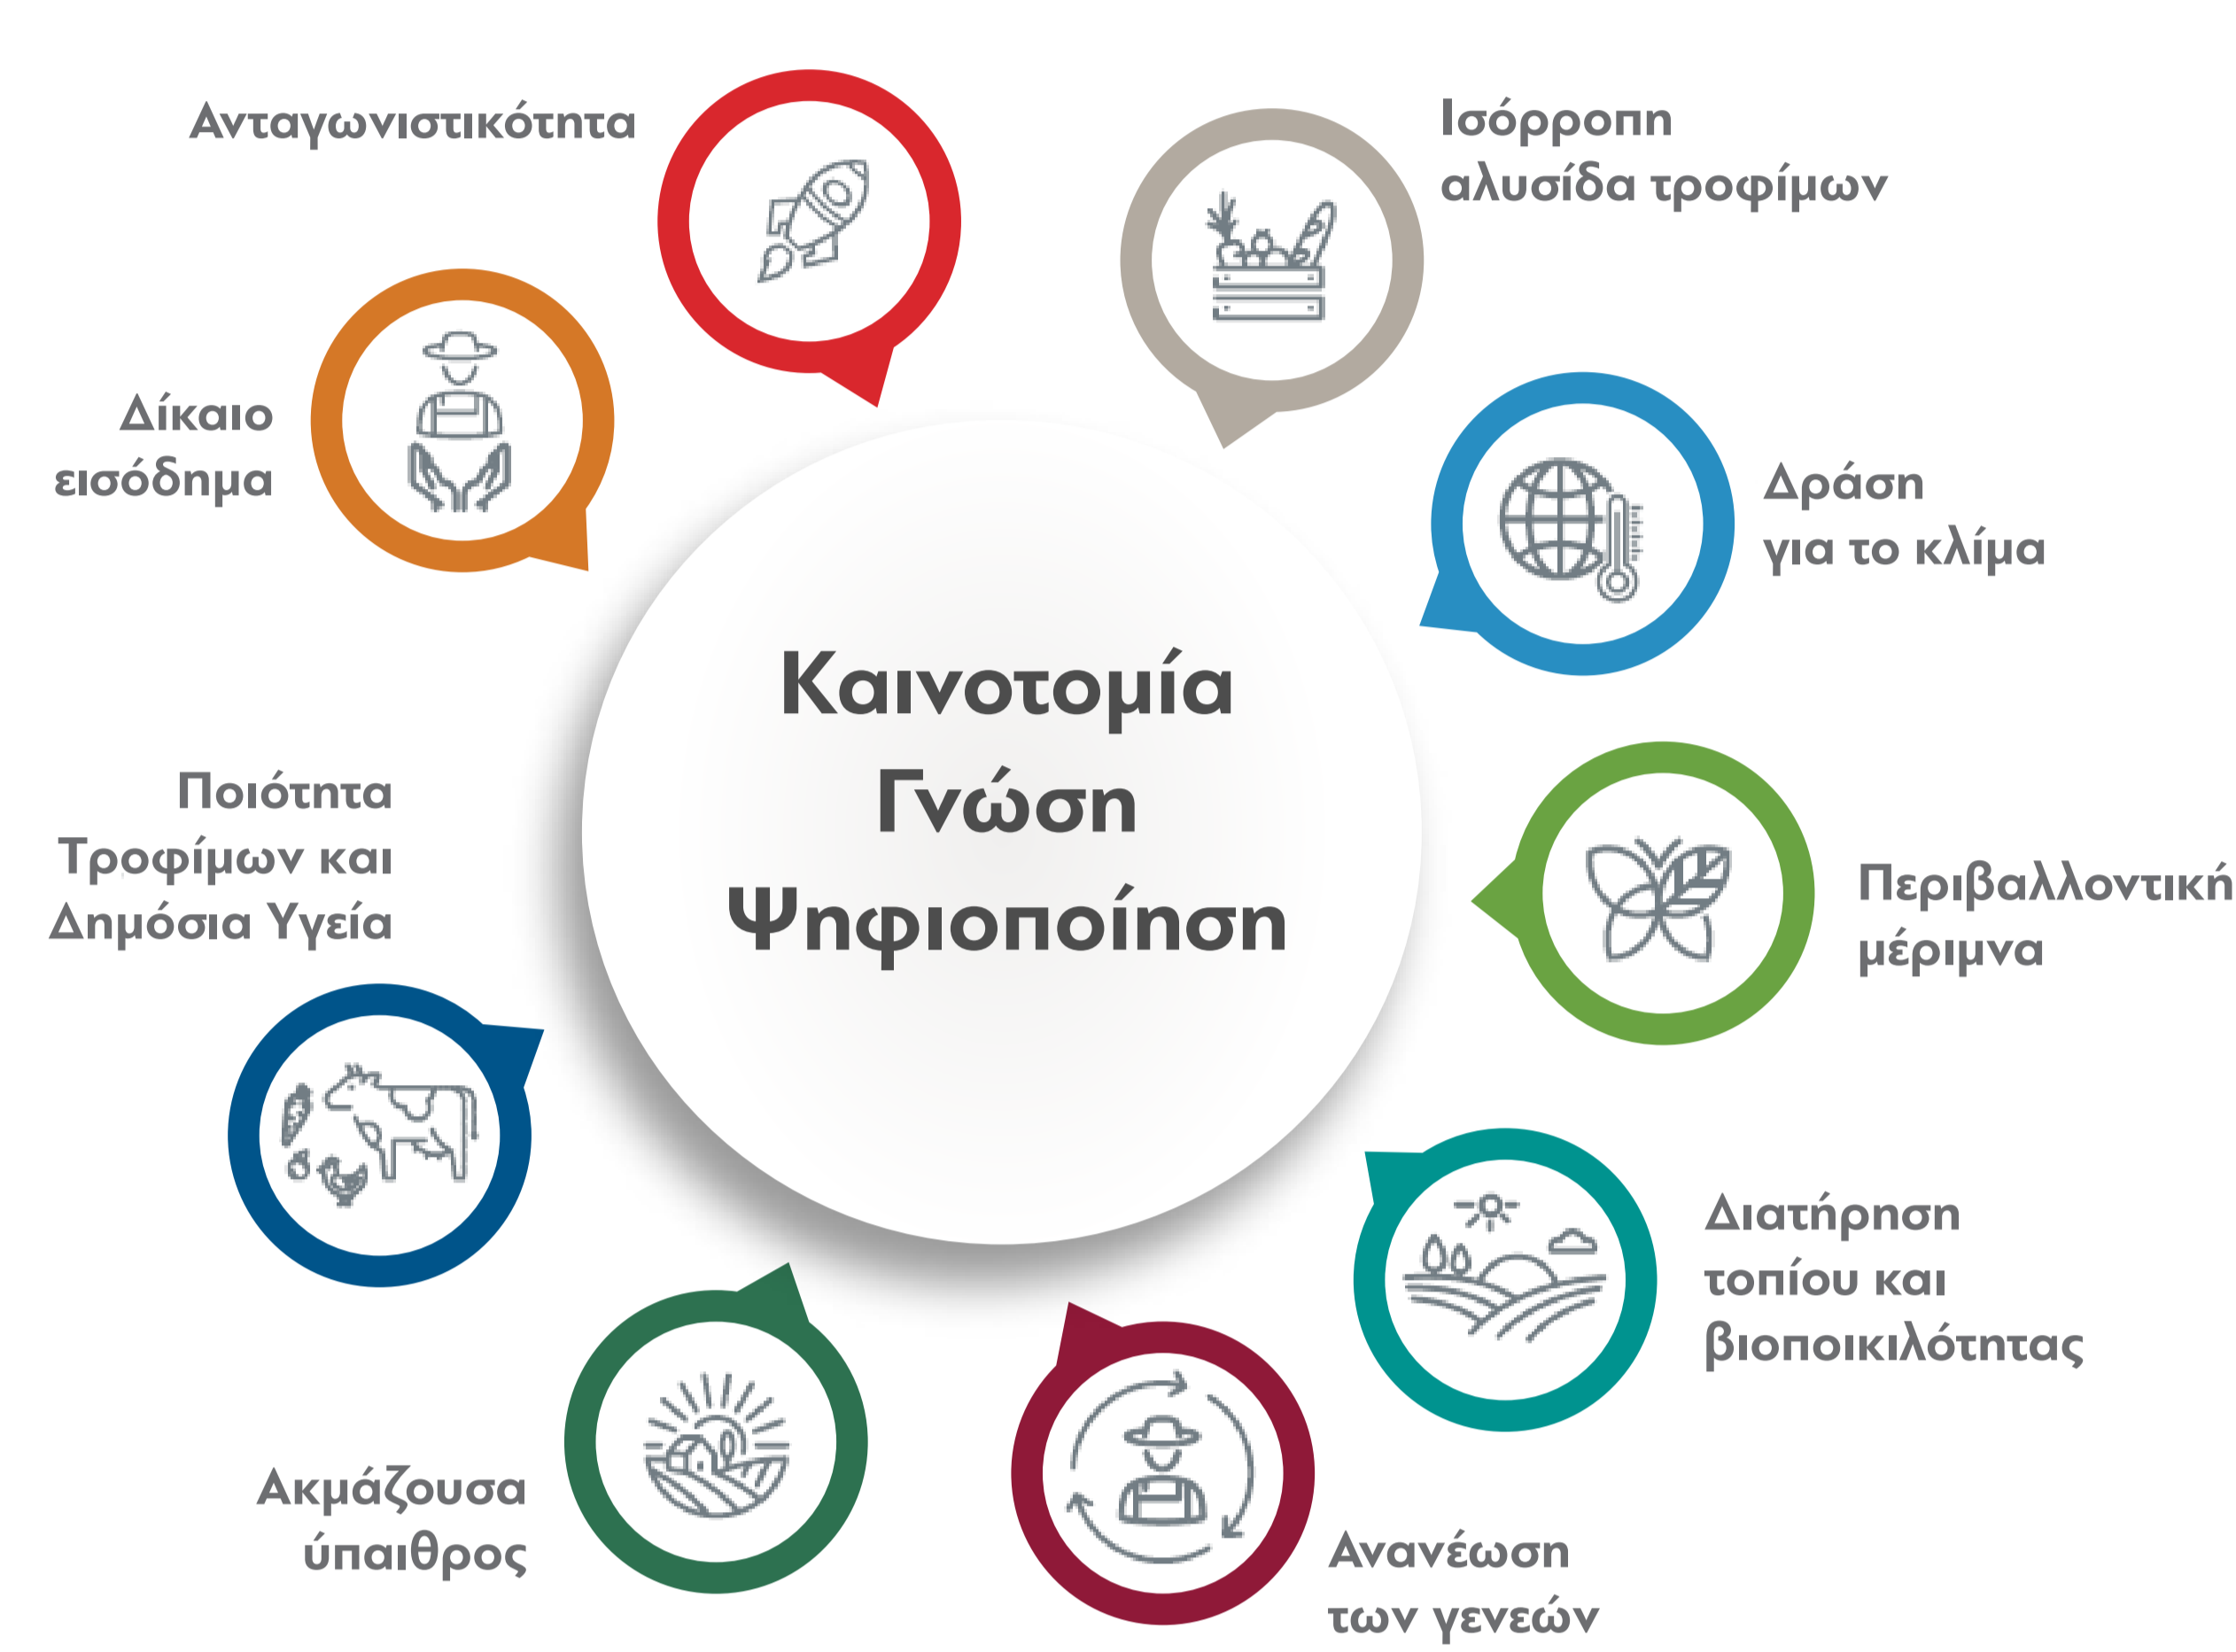 Ανταγωνιστικότητα
Ισόρροπη
αλυσίδα τροφίμων
Δίκαιο
εισόδημα
Δράση
για το κλίμα
Καινοτομία
Γνώση
Ψηφιοποίηση
Ποιότητα
Τροφίμων και
Δημόσια Υγεία
Περιβαλλοντική
μέριμνα
Διατήρηση
τοπίου και
βιοποικιλότητας
Ακμάζουσα
ύπαιθρος
Ανανέωση
των γενεών